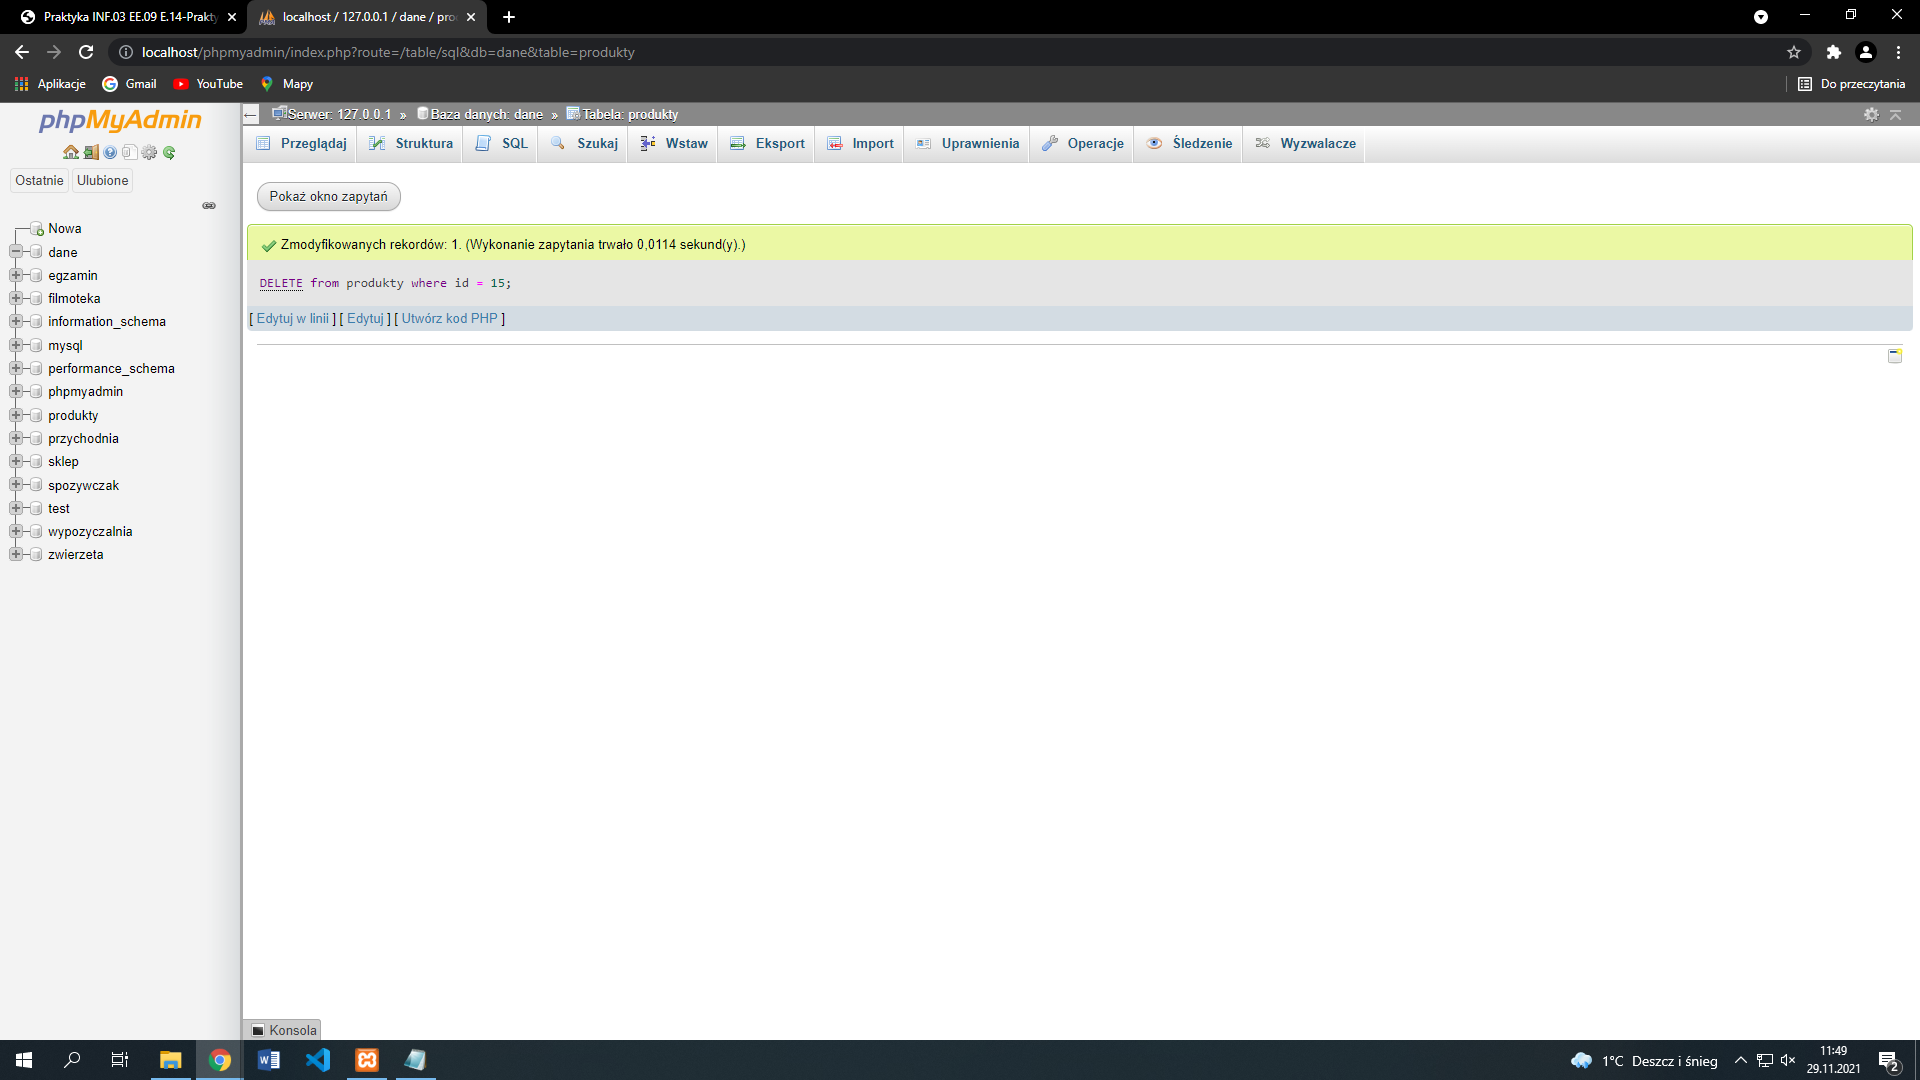 Praktyka INF.03 EE.09 E.14-Prakty
localhost / 127.0.0.1 / dane / pro
localhost/phpmyadmin/index.php?route=/table/sql&db=dane&table=produkty
Aplikacje
Gmail
YouTube
Mapy
Do przeczytania
phpMyAdmin
Ostatnie
Ulubione
Nowa
dane
egzamin
filmoteka
information_schema
mysql
performance_schema
phpmyadmin
produkty
przychodnia
sklep
spozywczak
test
wypozyczalnia
zwierzeta
Serwer: 127.0.0.1 » Baza danych: dane » Tabela: produkty
Przeglądaj
Struktura
SQL
Szukaj
Wstaw
Eksport
Import
Uprawnienia
Operacje
Śledzenie
Wyzwalacze
Pokaż okno zapytań
Zmodyfikowanych rekordów: 1. (Wykonanie zapytania trwało 0,0114 sekund(y).)
DELETE from produkty where id = 15;
[ Edytuj w linii ] [ Edytuj ] [ Utwórz kod PHP ]
Konsola
1°C Deszcz i śnieg
11:49
29.11.2021
2